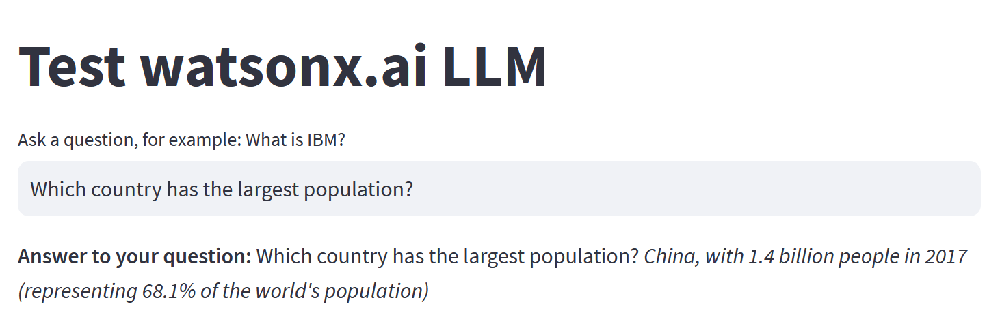 Test watsonx.ai LLM
Ask a question, for example: What is IBM?
Which country has the largest population?
Answer to your question: Which country has the largest population? China, with 1.4 billion people in 2017
(representing 68.1% of the world's population)